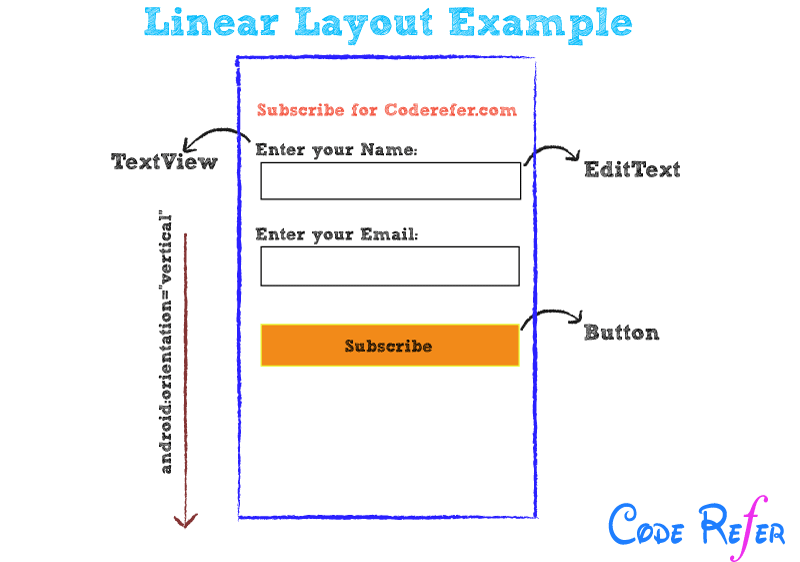 Linear Layout Example
Subscribe for Coderefer.com
Enter your Name:
TextView
EditText
android:orientation="vertical"
Enter your Email:
Button
Subscribe
Code Refer